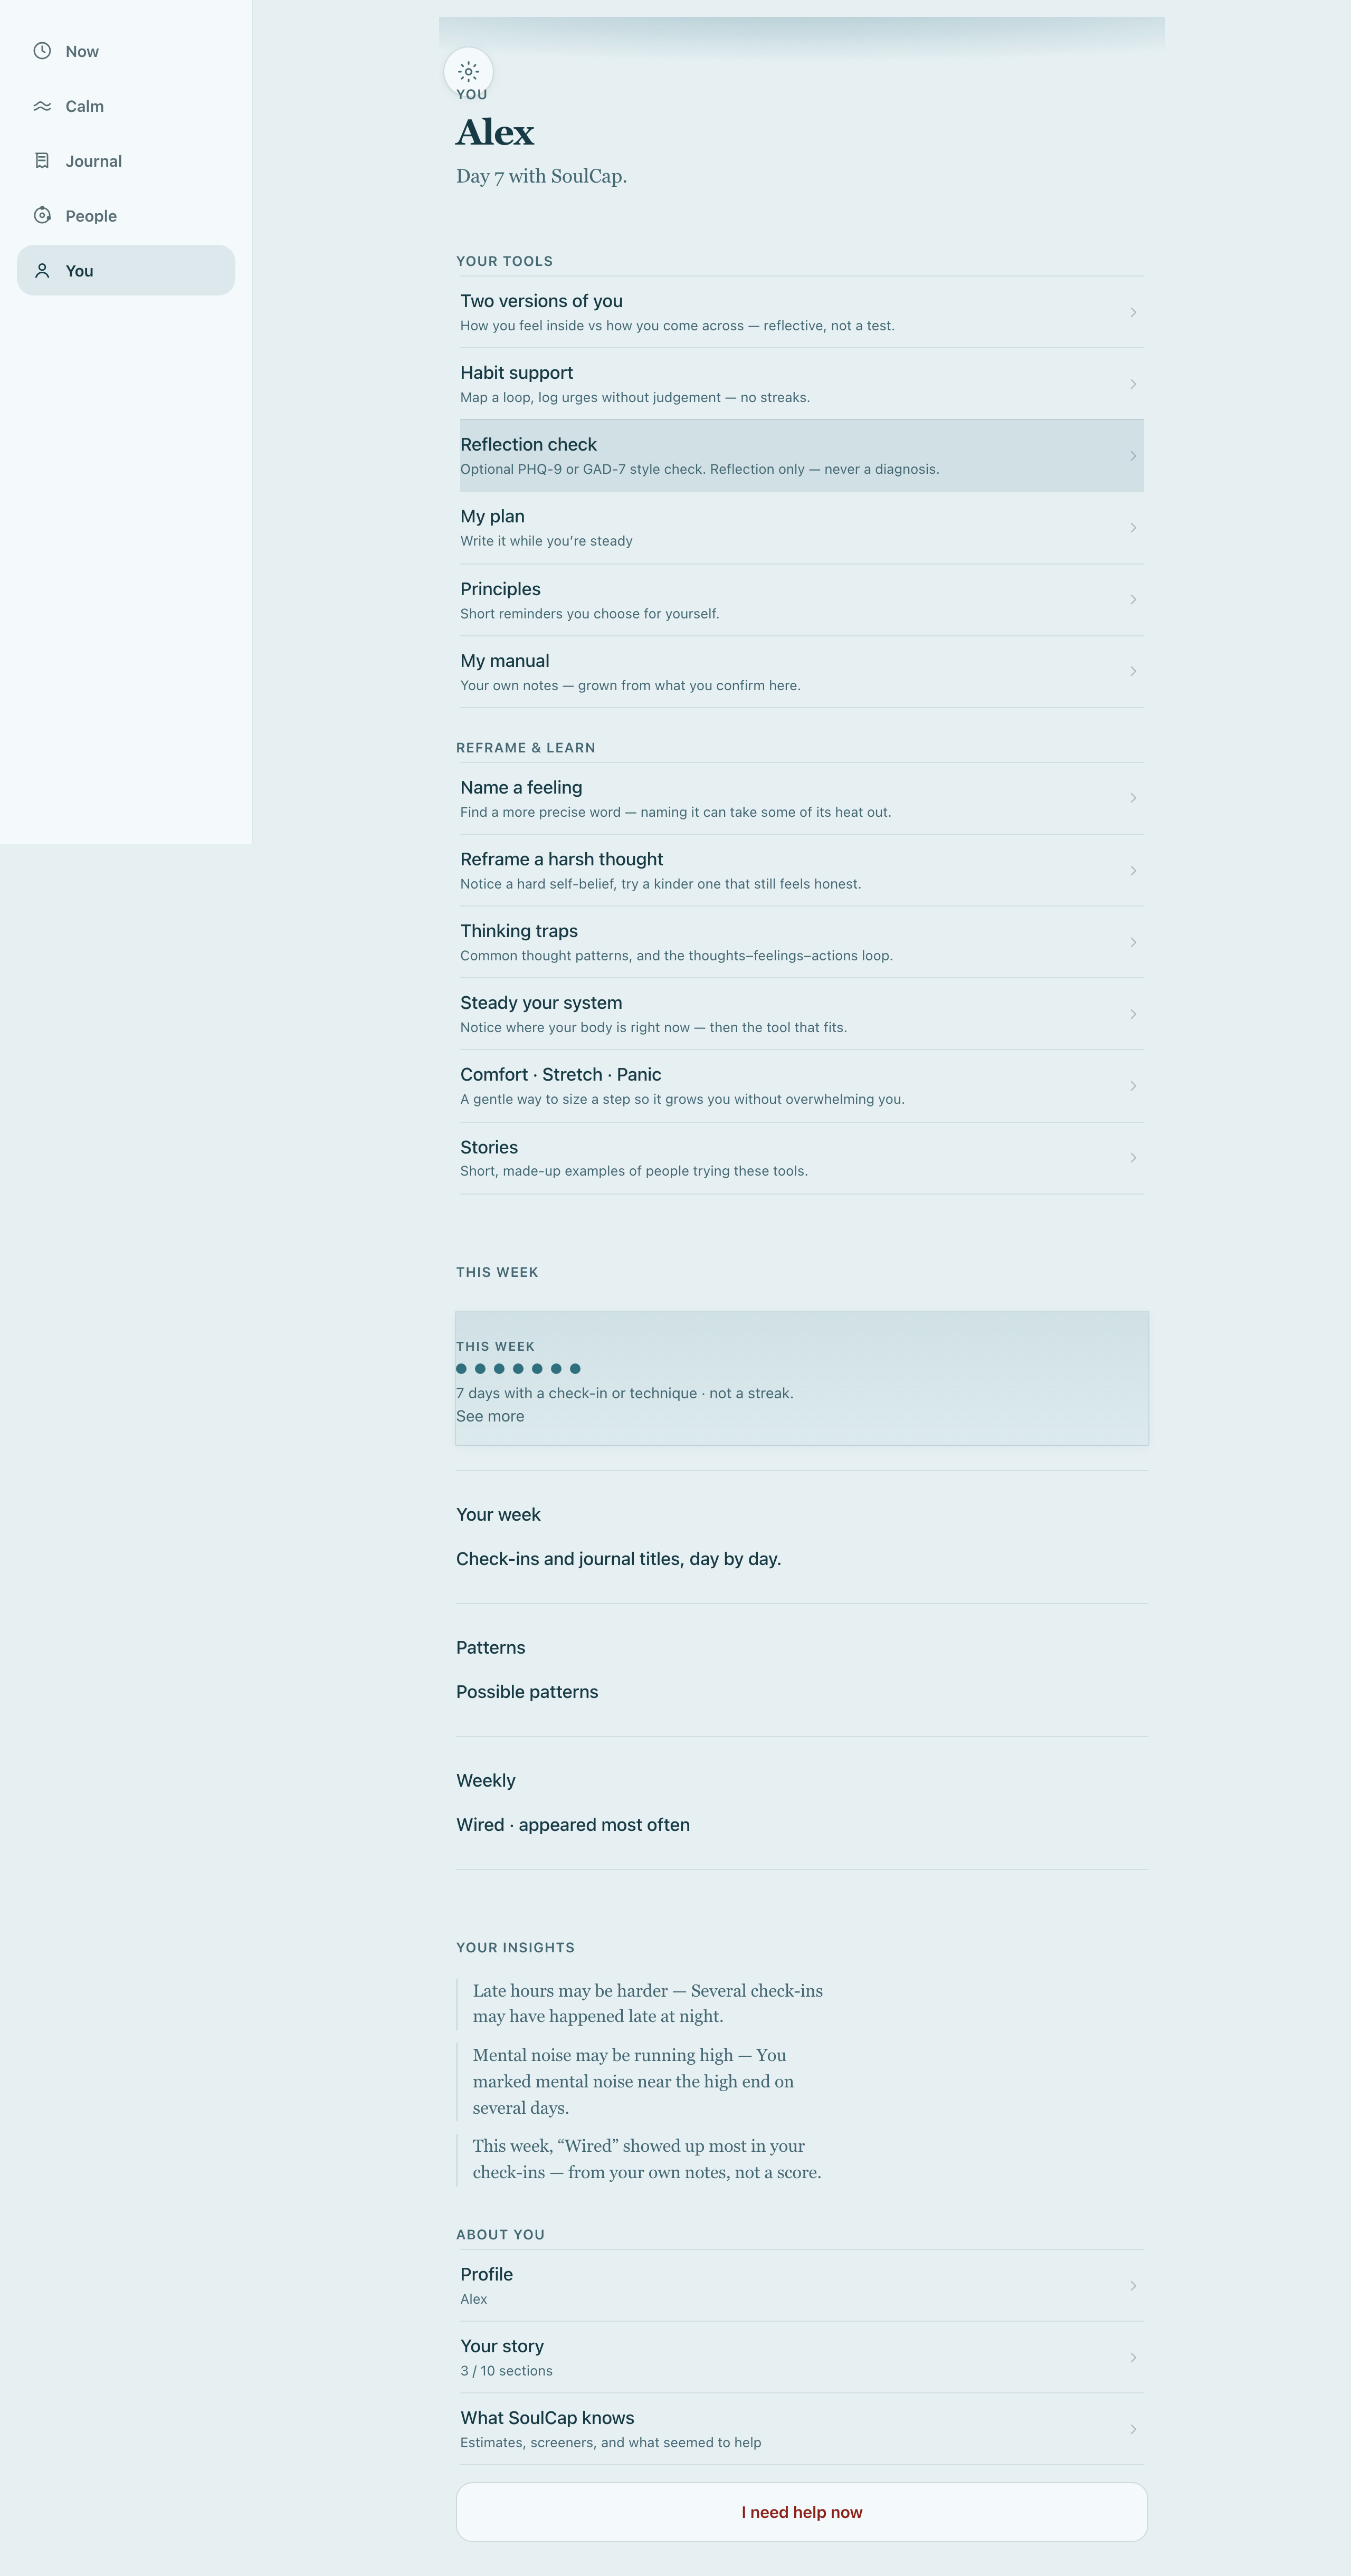 Now
Calm
Journal
People
You
YOU
Alex
Day 7 with SoulCap.
YOUR TOOLS
Two versions of you
How you feel inside vs how you come across — reflective, not a test.
Habit support
Map a loop, log urges without judgement — no streaks.
Reflection check
Optional PHQ-9 or GAD-7 style check. Reflection only — never a diagnosis.
My plan
Write it while you’re steady
Principles
Short reminders you choose for yourself.
My manual
Your own notes — grown from what you confirm here.
REFRAME & LEARN
Name a feeling
Find a more precise word — naming it can take some of its heat out.
Reframe a harsh thought
Notice a hard self-belief, try a kinder one that still feels honest.
Thinking traps
Common thought patterns, and the thoughts–feelings–actions loop.
Steady your system
Notice where your body is right now — then the tool that fits.
Comfort · Stretch · Panic
A gentle way to size a step so it grows you without overwhelming you.
Stories
Short, made-up examples of people trying these tools.
THIS WEEK
THIS WEEK
7 days with a check-in or technique · not a streak.
See more
Your week
Check-ins and journal titles, day by day.
Patterns
Possible patterns
Weekly
Wired · appeared most often
YOUR INSIGHTS
Late hours may be harder — Several check-ins
may have happened late at night.
Mental noise may be running high — You
marked mental noise near the high end on
several days.
This week, “Wired” showed up most in your
check-ins — from your own notes, not a score.
ABOUT YOU
Profile
Alex
Your story
3 / 10 sections
What SoulCap knows
Estimates, screeners, and what seemed to help
I need help now